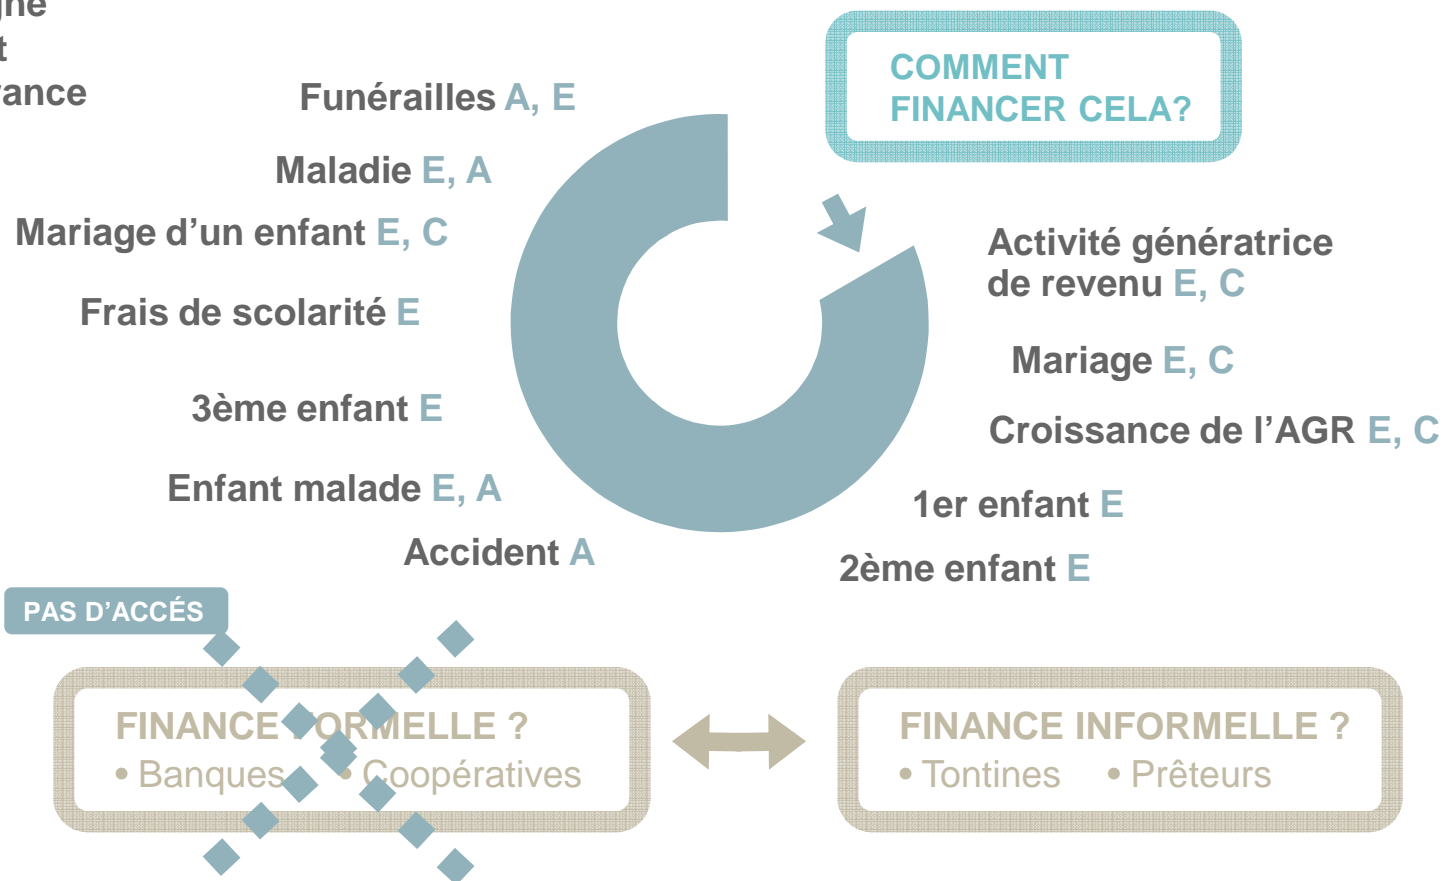 COMMENT
FINANCER CELA?
Funérailles A, E
Maladie E, A
Mariage d'un enfant E, C
Frais de scolarité E
3ème enfant E
Enfant malade E, A
Accident A
Activité génératrice
de revenu E, C
Mariage E, C
Croissance de l'AGR E, C
1er enfant E
2ème enfant E
PAS D'ACCÉS
FINANCE FORMELLE ?
• Banques • Coopératives
FINANCE INFORMELLE ?
• Tontines • Prêteurs